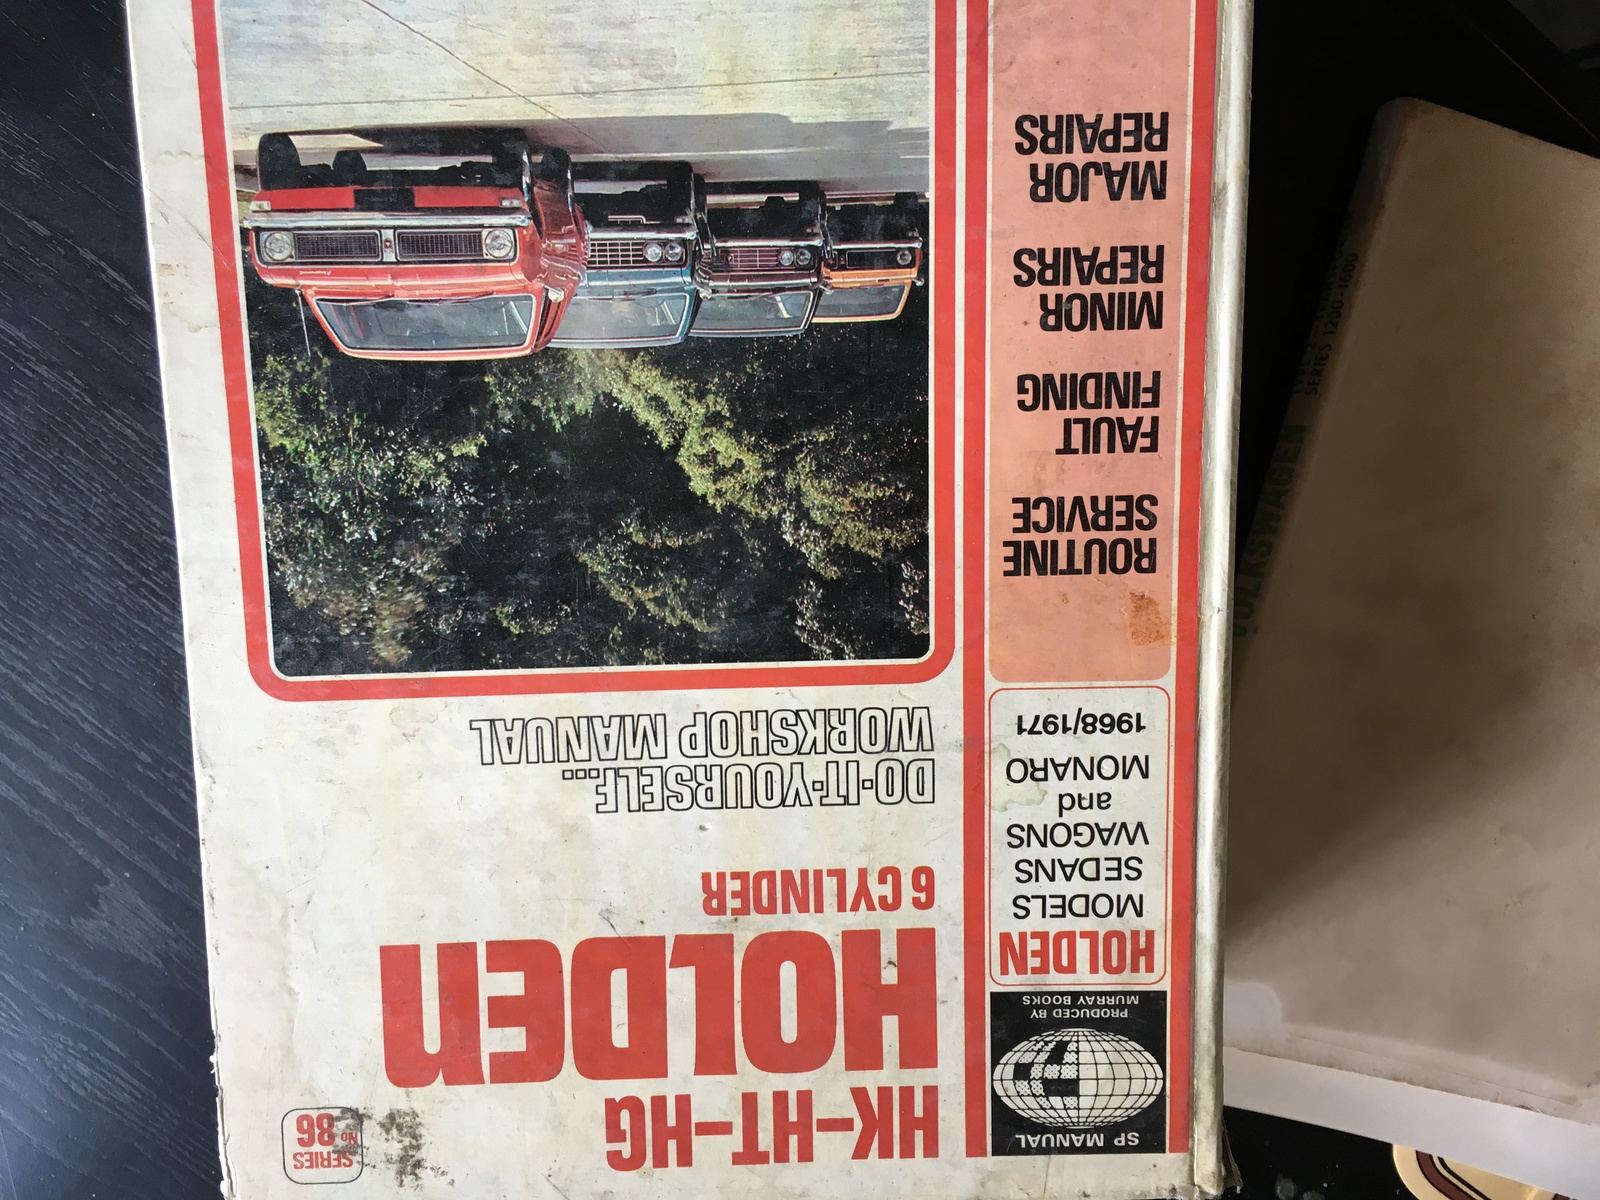 SP MANUAL
PRODUCED BY
MURRAY BOOKS
HOLDEN
MODELS
SEDANS
WAGONS
and
MONARO
1968/1971
ROUTINE
SERVICE
FAULT
FINDING
MINOR
REPAIRS
MAJOR
REPAIRS
HK-HT-HG
HOLDEN
6 CYLINDER
DO-IT-YOURSELF...
WORKSHOP MANUAL
SERIES
No 86
VOLKSWAGEN
SERIES 1200-1600